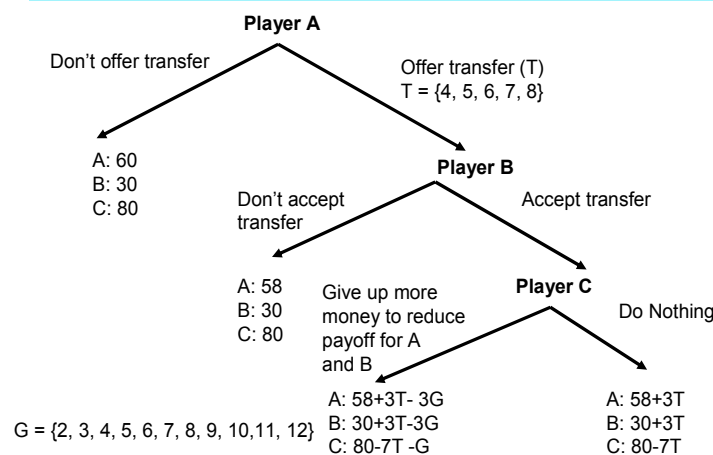 Player A
Don't offer transfer
Offer transfer (T)
T = {4, 5, 6, 7, 8}
A: 60
B: 30
C: 80
Player B
Don't accept
transfer
Accept transfer
A: 58
B: 30
C: 80
Player C
Give up more
money to reduce
payoff for A
and B
Do Nothing
G = {2, 3, 4, 5, 6, 7, 8, 9, 10,11, 12}
A: 58+3T- 3G
B: 30+3T-3G
C: 80-7T -G
A: 58+3T
B: 30+3T
C: 80-7T